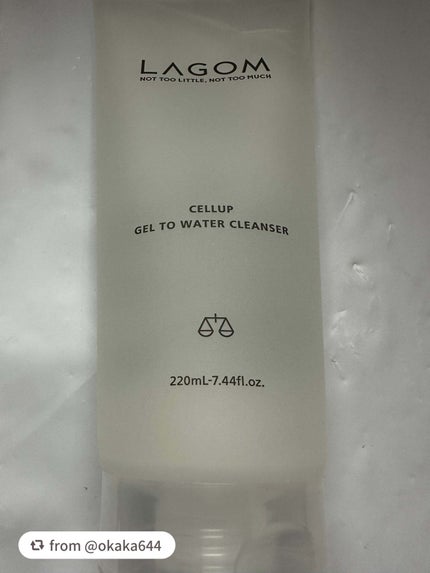 LAGOM
NOT TOO LITTLE, NOT TOO MUCH
CELLUP
GEL TO WATER CLEANSER
220mL-7.44fl.oz.
from @okaka644